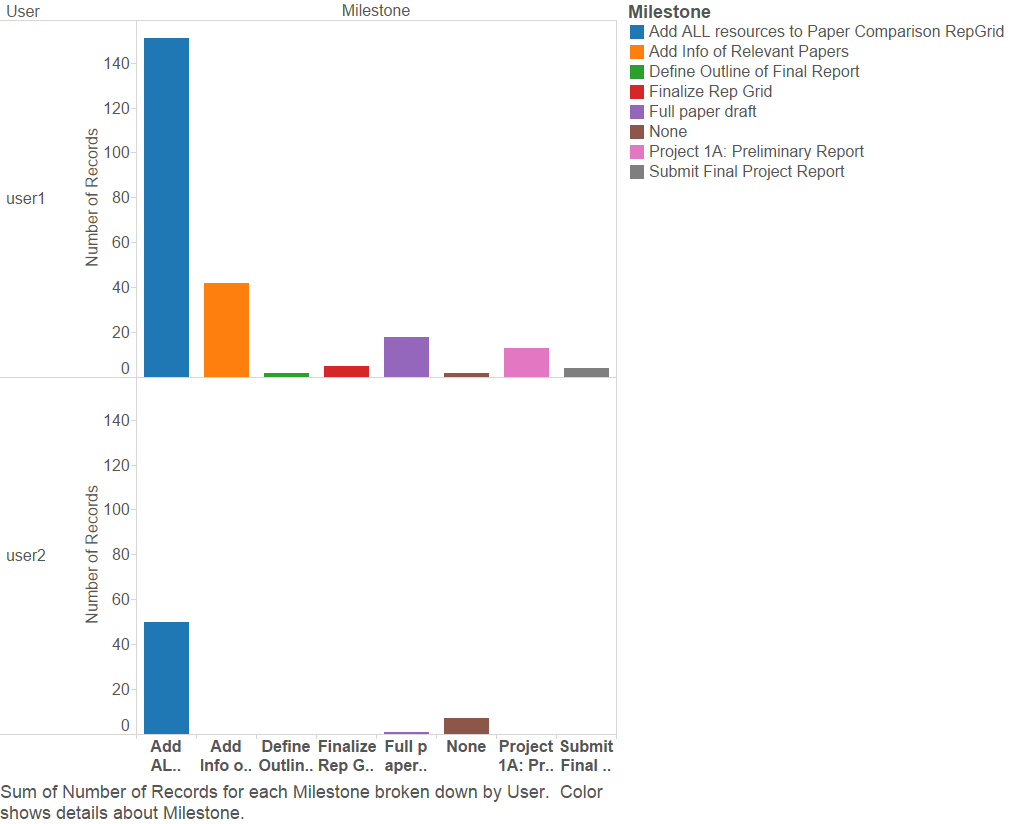 User
Milestone
Milestone
Add ALL resources to Paper Comparison RepGrid
Add Info of Relevant Papers
Define Outline of Final Report
Finalize Rep Grid
Full paper draft
None
Project 1A: Preliminary Report
Submit Final Project Report
user1
Number of Records
140
120
100
80
60
40
20
0
user2
Number of Records
140
120
100
80
60
40
20
0
Add
AL..
Add
Info o..
Define
Outlin..
Finalize
Rep G..
Full p
aper..
None
Project
1A: Pr..
Submit
Final ..
Sum of Number of Records for each Milestone broken down by User.  Color
shows details about Milestone.